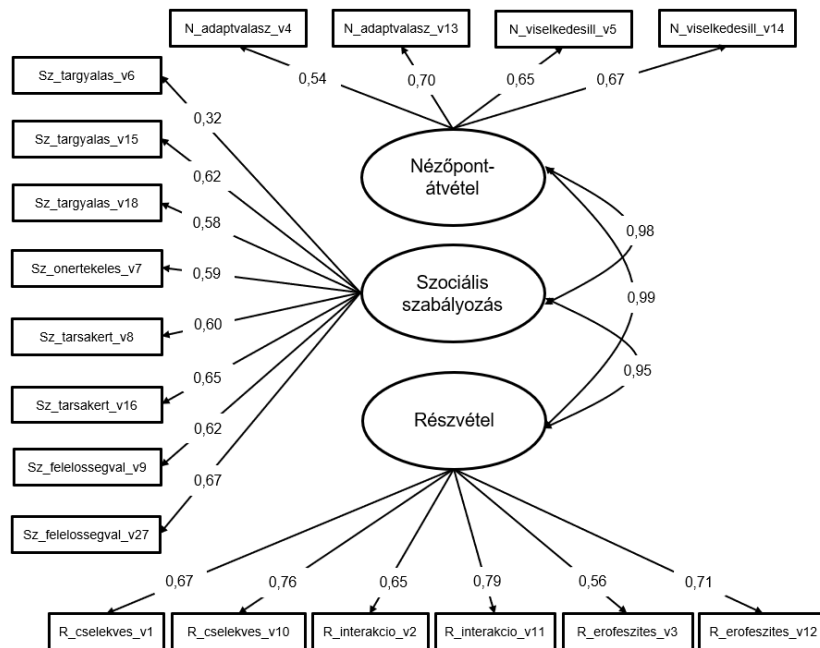 N_adaptvalasz_v4
N_adaptvalasz_v13
N_viselkedesill_v5
N_viselkedesill_v14
0,54
0,70
0,65
0,67
Sz_targyalas_v6
Sz_targyalas_v15
Sz_targyalas_v18
Sz_onertekeles_v7
Sz_tarsakert_v8
Sz_tarsakert_v16
Sz_felelossegval_v9
Sz_felelossegval_v27
0,32
0,62
0,58
0,59
0,60
0,65
0,62
0,67
Nézőpont-
átvétel
Szociális
szabályozás
Részvétel
0,98
0,99
0,95
0,67
0,76
0,65
0,79
0,56
0,71
R_cselekves_v1
R_cselekves_v10
R_interakcio_v2
R_interakcio_v11
R_erofeszites_v3
R_erofeszites_v12